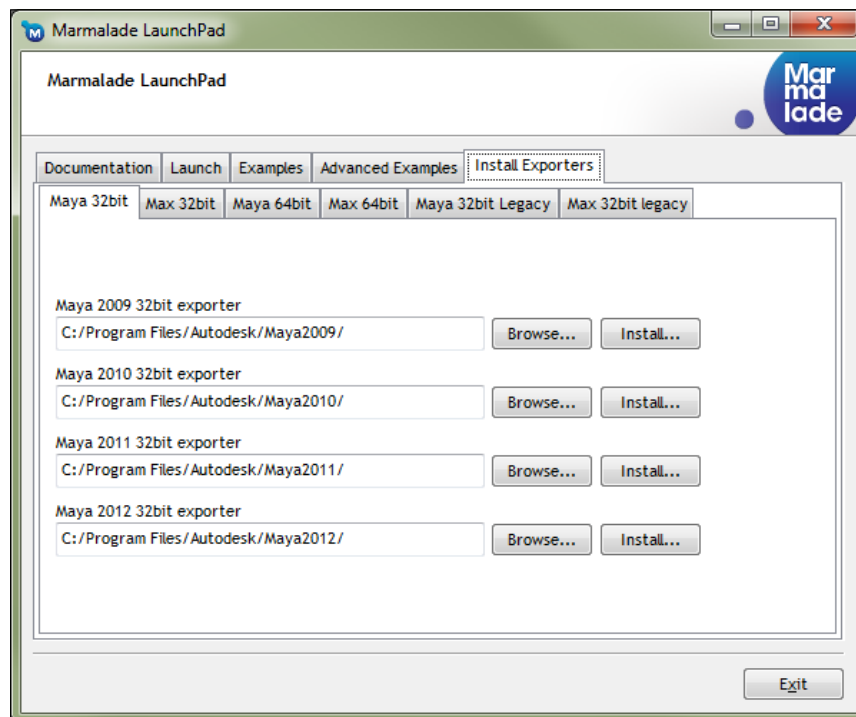 Marmalade LaunchPad
Marmalade LaunchPad
Mar
ma
lade
Documentation Launch Examples Advanced Examples Install Exporters
Maya 32bit Max 32bit Maya 64bit Max 64bit Maya 32bit Legacy Max 32bit legacy
Maya 2009 32bit exporter
C:/Program Files/Autodesk/Maya2009/ Browse... Install...
Maya 2010 32bit exporter
C:/Program Files/Autodesk/Maya2010/ Browse... Install...
Maya 2011 32bit exporter
C:/Program Files/Autodesk/Maya2011/ Browse... Install...
Maya 2012 32bit exporter
C:/Program Files/Autodesk/Maya2012/ Browse... Install...
Exit